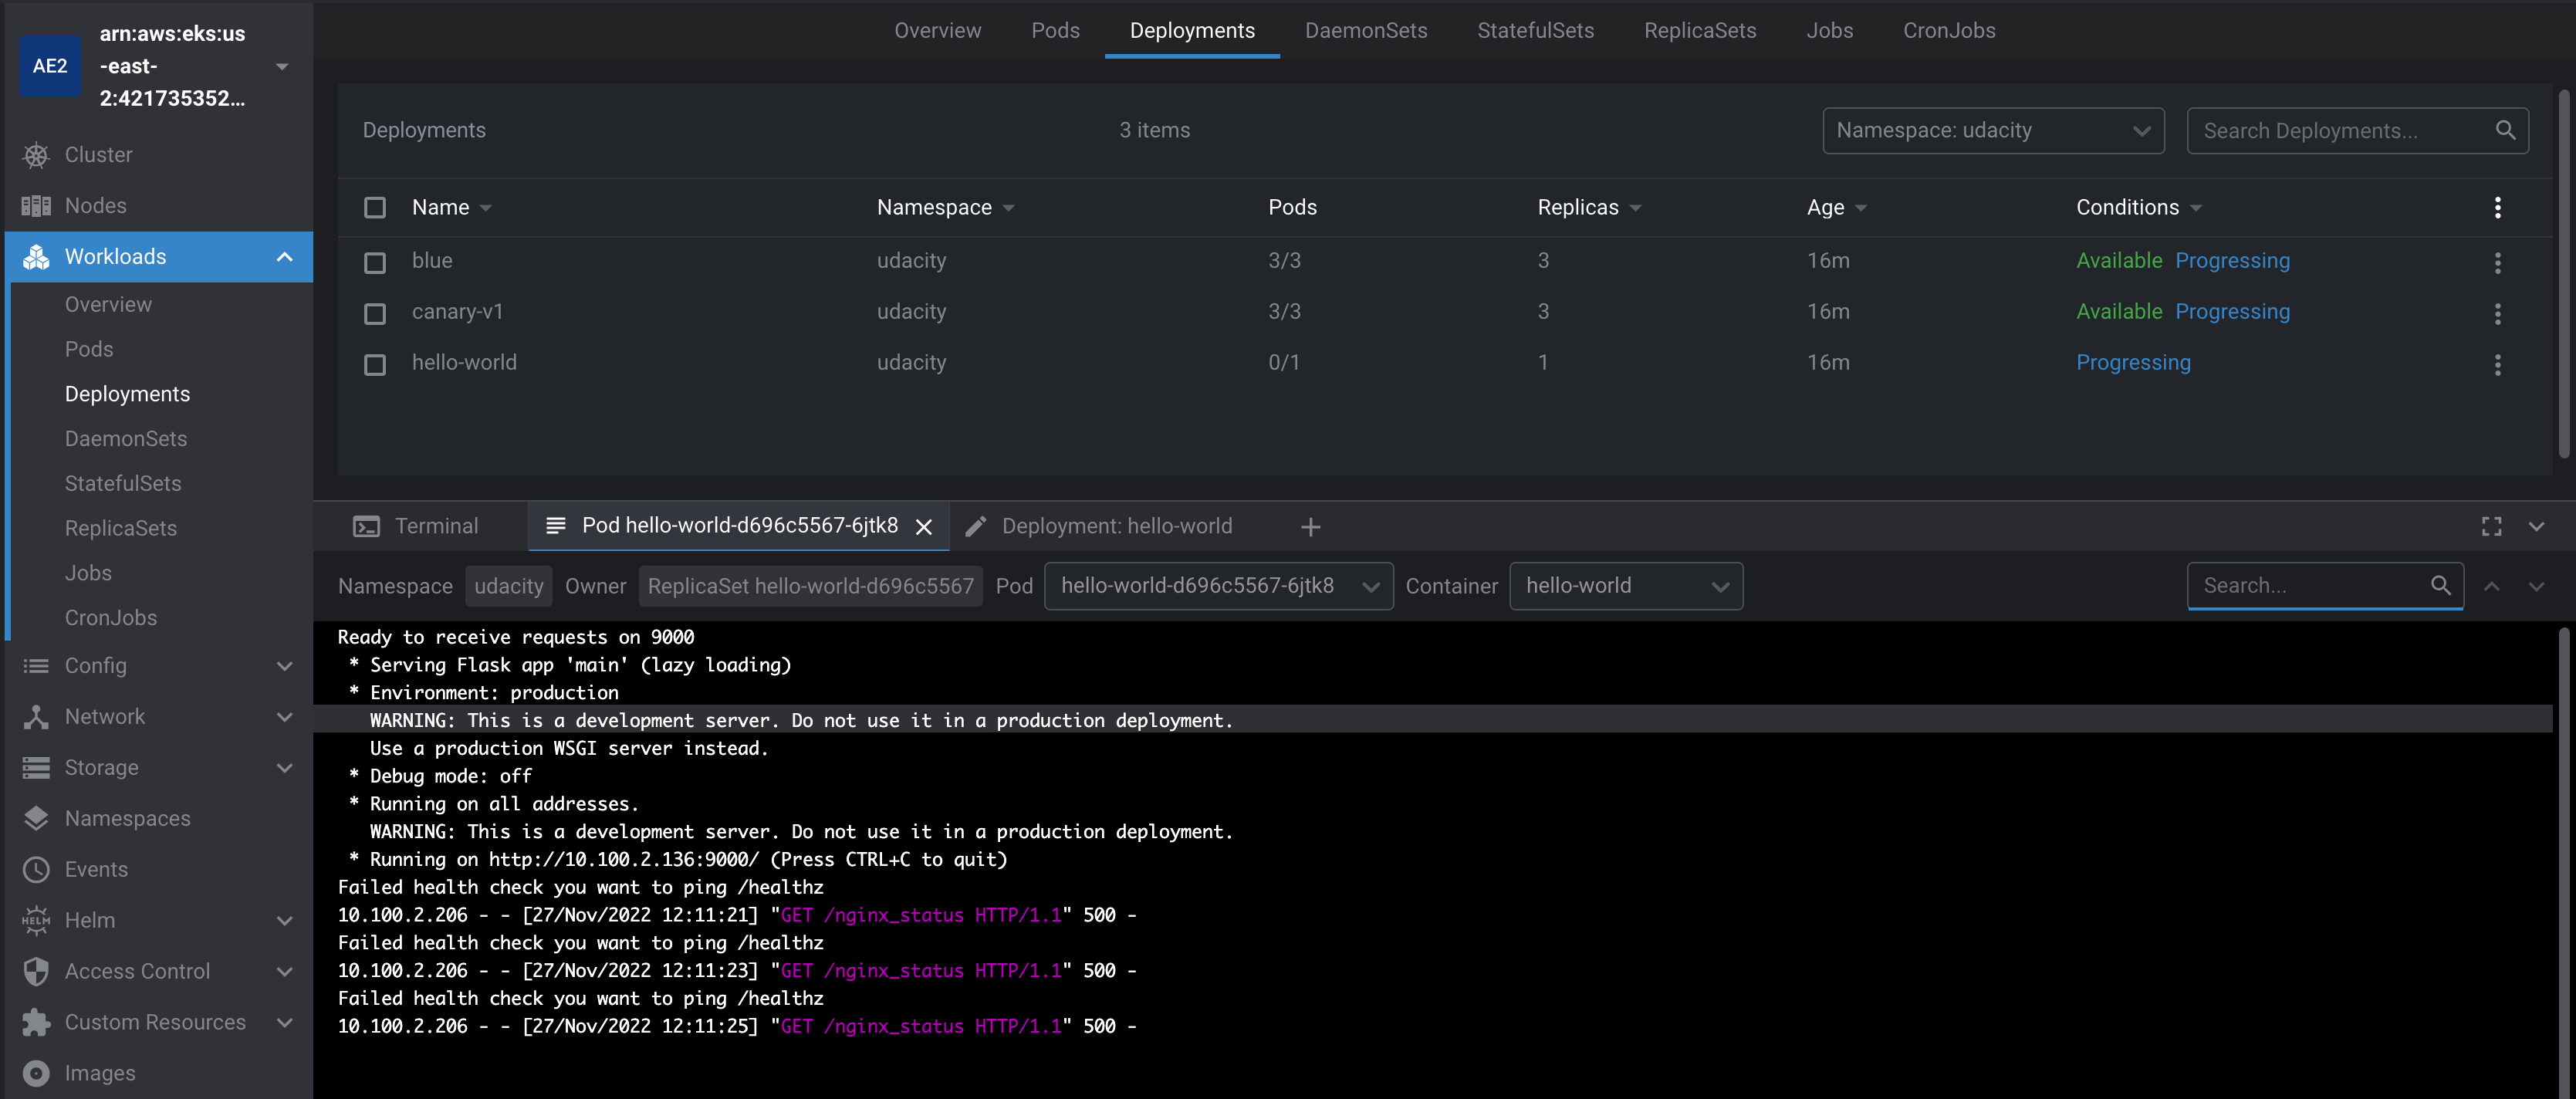 AE2
arn:aws:eks:us
-east-
2:421735352...
Cluster
Nodes
Workloads
Overview
Pods
Deployments
DaemonSets
StatefulSets
ReplicaSets
Jobs
CronJobs
Config
Network
Storage
Namespaces
Events
HELM
Helm
Access Control
Custom Resources
Images
Overview Pods Deployments DaemonSets StatefulSets ReplicaSets Jobs CronJobs
Deployments 3 items Namespace: udacity Search Deployments...
Name Namespace Pods Replicas Age Conditions
blue udacity 3/3 3 16m Available Progressing
canary-v1 udacity 3/3 3 16m Available Progressing
hello-world udacity 0/1 1 16m Progressing
Terminal Pod hello-world-d696c5567-6jtk8 Deployment: hello-world
Namespace udacity Owner ReplicaSet hello-world-d696c5567 Pod hello-world-d696c5567-6jtk8 Container hello-world Search...
Ready to receive requests on 9000
* Serving Flask app 'main' (lazy loading)
* Environment: production
WARNING: This is a development server. Do not use it in a production deployment.
Use a production WSGI server instead.
* Debug mode: off
* Running on all addresses.
WARNING: This is a development server. Do not use it in a production deployment.
* Running on http://10.100.2.136:9000/ (Press CTRL+C to quit)
Failed health check you want to ping /healthz
10.100.2.206 - - [27/Nov/2022 12:11:21] "GET /nginx_status HTTP/1.1" 500 -
Failed health check you want to ping /healthz
10.100.2.206 - - [27/Nov/2022 12:11:23] "GET /nginx_status HTTP/1.1" 500 -
Failed health check you want to ping /healthz
10.100.2.206 - - [27/Nov/2022 12:11:25] "GET /nginx_status HTTP/1.1" 500 -